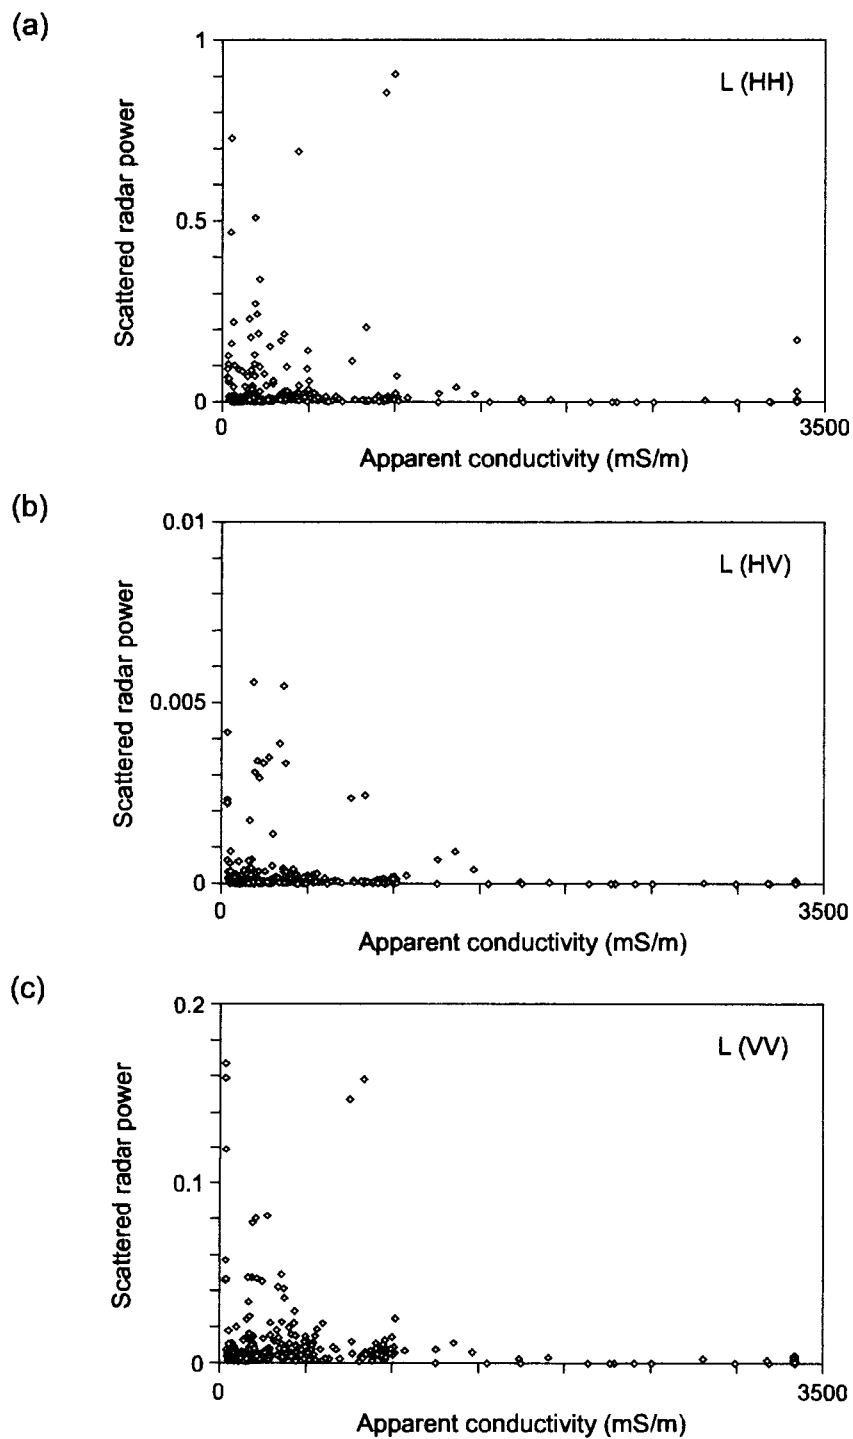 (a)
1
L (HH)
Scattered radar power
0.5
0
0
3500
Apparent conductivity (mS/m)
(b)
0.01
L (HV)
Scattered radar power
0.005
0
0
3500
Apparent conductivity (mS/m)
(c)
0.2
L (VV)
Scattered radar power
0.1
0
0
3500
Apparent conductivity (mS/m)